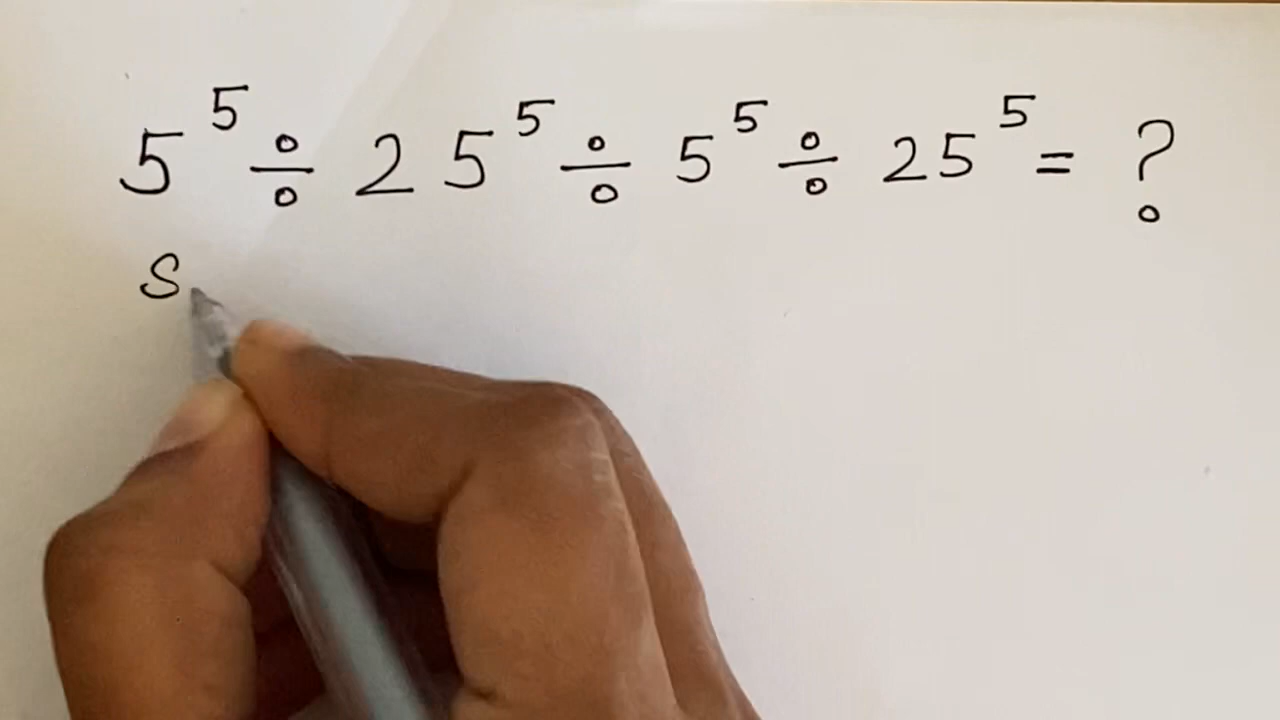 5⁵ ÷ 25⁵ ÷ 5⁵ ÷ 25⁵ = ?
S